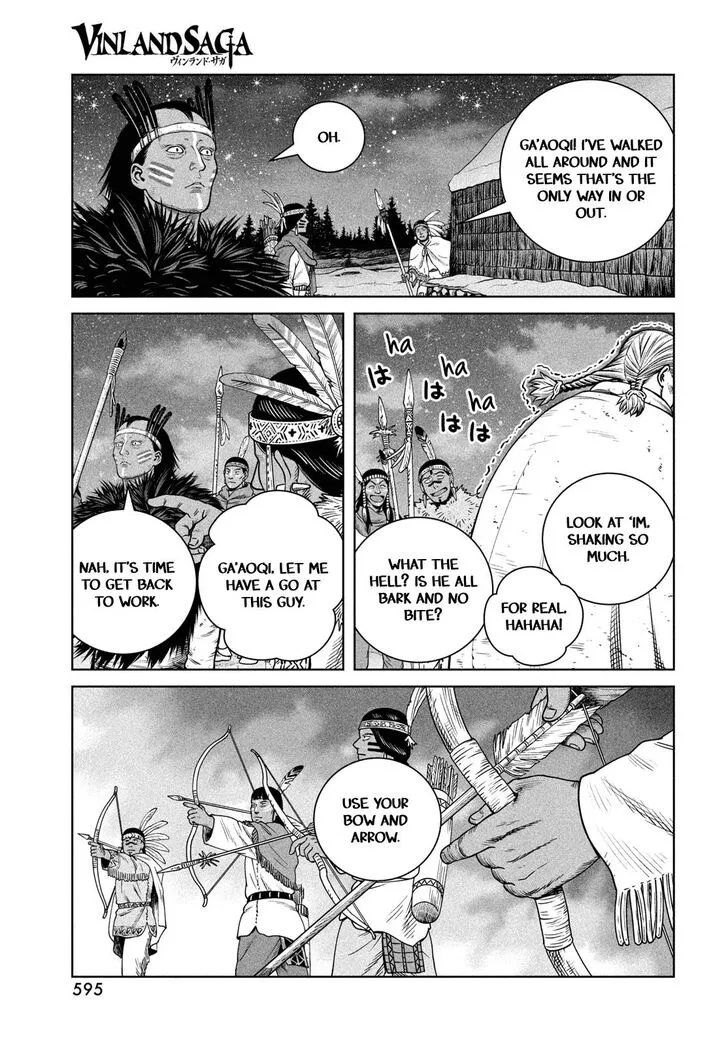 VINLAND SAGA
ヴィンランド・サガ
GA'AOQI! I'VE WALKED
ALL AROUND AND IT
SEEMS THAT'S THE
ONLY WAY IN OR
OUT.
OH.
LOOK AT 'IM,
SHAKING SO
MUCH.
FOR REAL,
HAHAHA!
WHAT THE
HELL? IS HE ALL
BARK AND NO
BITE?
ha
は
ha
は
は
ha
は
は
GA'AOQI, LET ME
HAVE A GO AT
THIS GUY.
NAH, IT'S TIME
TO GET BACK
TO WORK.
USE YOUR
BOW AND
ARROW.
595